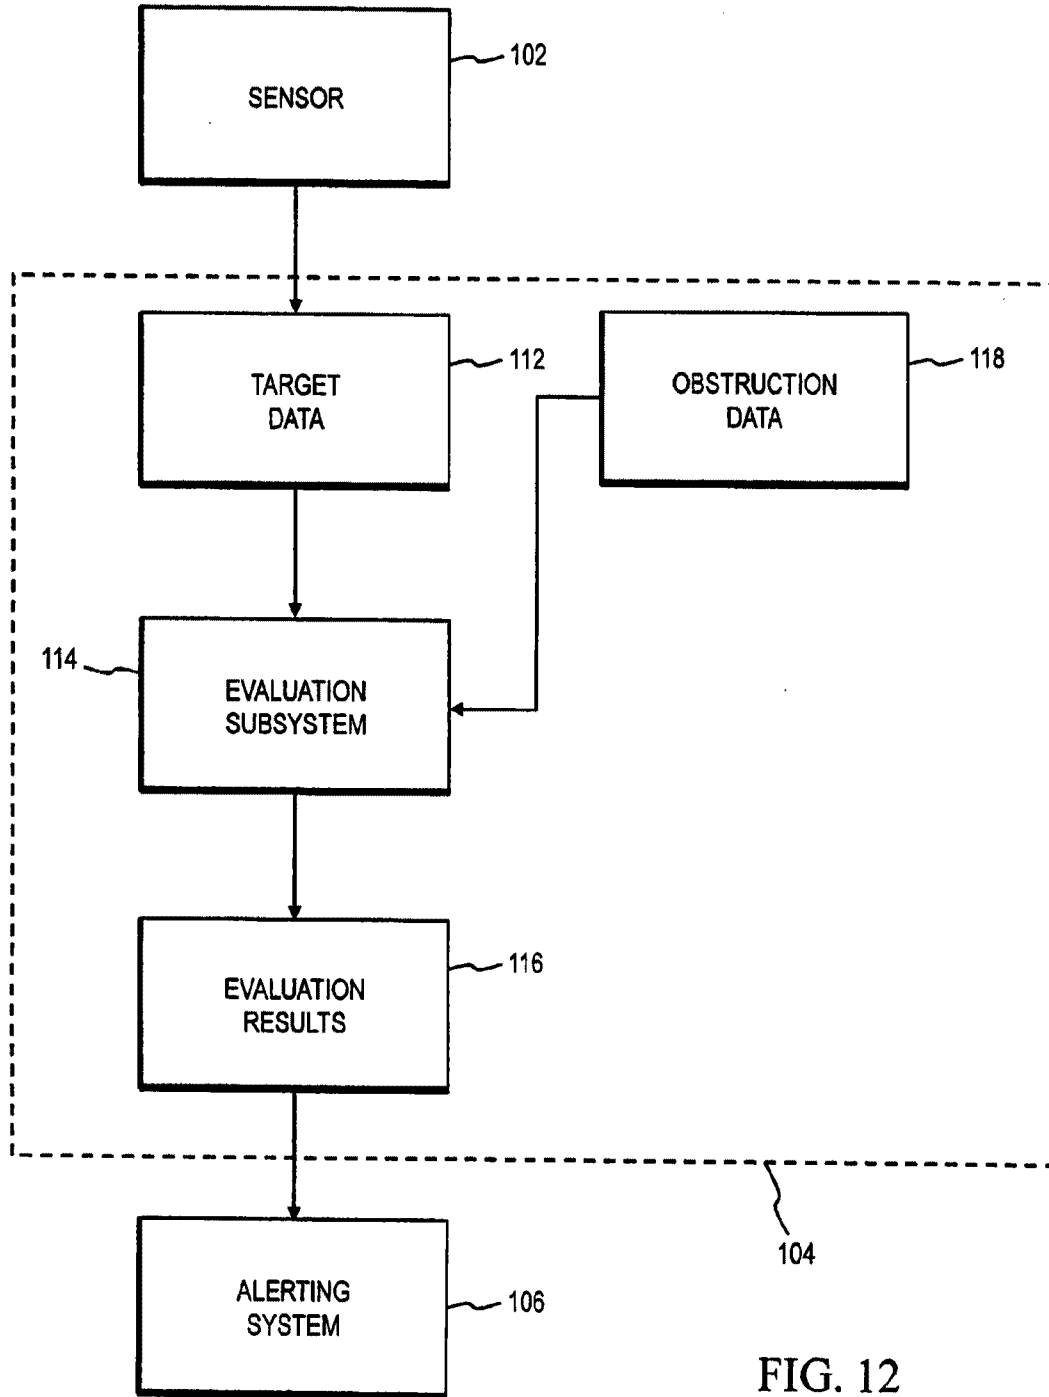 102
SENSOR
112
118
TARGET
DATA
OBSTRUCTION
DATA
114
EVALUATION
SUBSYSTEM
116
EVALUATION
RESULTS
104
ALERTING
SYSTEM
106
FIG. 12